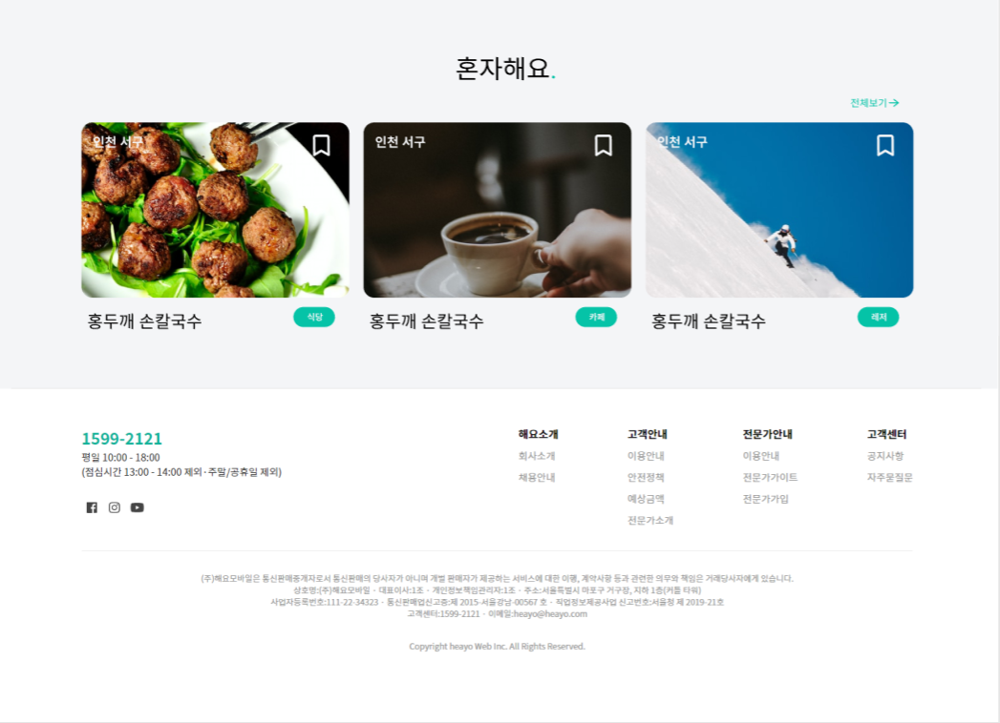 혼자해요.
전체보기→
인천 서구
인천 서구
인천 서구
홍두깨 손칼국수
식당
홍두깨 손칼국수
카페
홍두깨 손칼국수
레저
1599-2121
평일 10:00 - 18:00
(점심시간 13:00 - 14:00 제외·주말/공휴일 제외)
해요소개
회사소개
채용안내
고객안내
이용안내
안전정책
예상금액
전문가소개
전문가안내
이용안내
전문가가이트
전문가가입
고객센터
공지사항
자주묻질문
(주)해요모바일은 통신판매중개자로서 통신판매의 당사자가 아니며 개별 판매자가 제공하는 서비스에 대한 이행, 계약사항 등과 관련한 의무와 책임은 거래당사자에게 있습니다.
상호명:(주)해요모바일 · 대표이사:1조 · 개인정보책임관리자:1조 · 주소:서울특별시 마포구 거구장, 지하 1층(커틀 타워)
사업자등록번호:111-22-34323 · 통신판매업신고증:제 2015-서울강남-00567 호 · 직업정보제공사업 신고번호:서울청 제 2019-21호
고객센터:1599-2121 · 이메일:heayo@heayo.com
Copyright heayo Web Inc. All Rights Reserved.